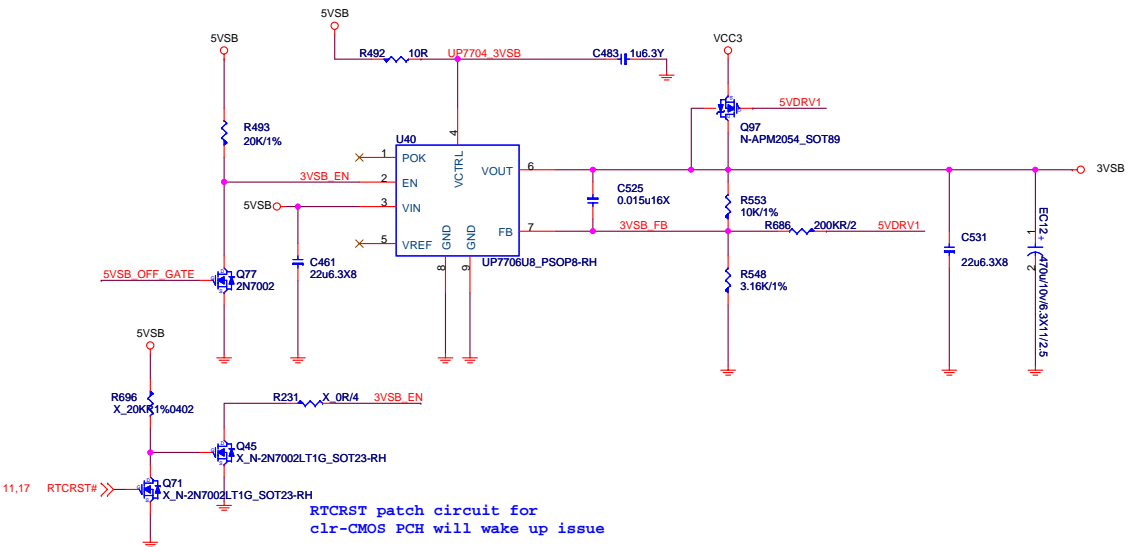 5VSB
5VSB
R492
10R
UP7704_3VSB
C483
1u6.3Y
VCC3
R493
20K/1%
U40
4
VCTRL
1
POK
3VSB_EN
2
EN
5VSB
3
VIN
5
VREF
VOUT
6
FB
7
GND
GND
8
9
UP7706U8_PSOP8-RH
C461
22u6.3X8
5VSB_OFF_GATE
Q77
2N7002
C525
0.015u16X
3VSB_FB
Q97
N-APM2054_SOT89
5VDRV1
3VSB
R553
10K/1%
R686
200KR/2
5VDRV1
R548
3.16K/1%
C531
22u6.3X8
EC12
+
1
2
470u/10v/6.3X11/2.5
5VSB
R696
X_20KR1%0402
R231
X_0R/4
3VSB_EN
Q45
X_N-2N7002LT1G_SOT23-RH
11,17
RTCRST#
Q71
X_N-2N7002LT1G_SOT23-RH
RTCRST patch circuit for
clr-CMOS PCH will wake up issue